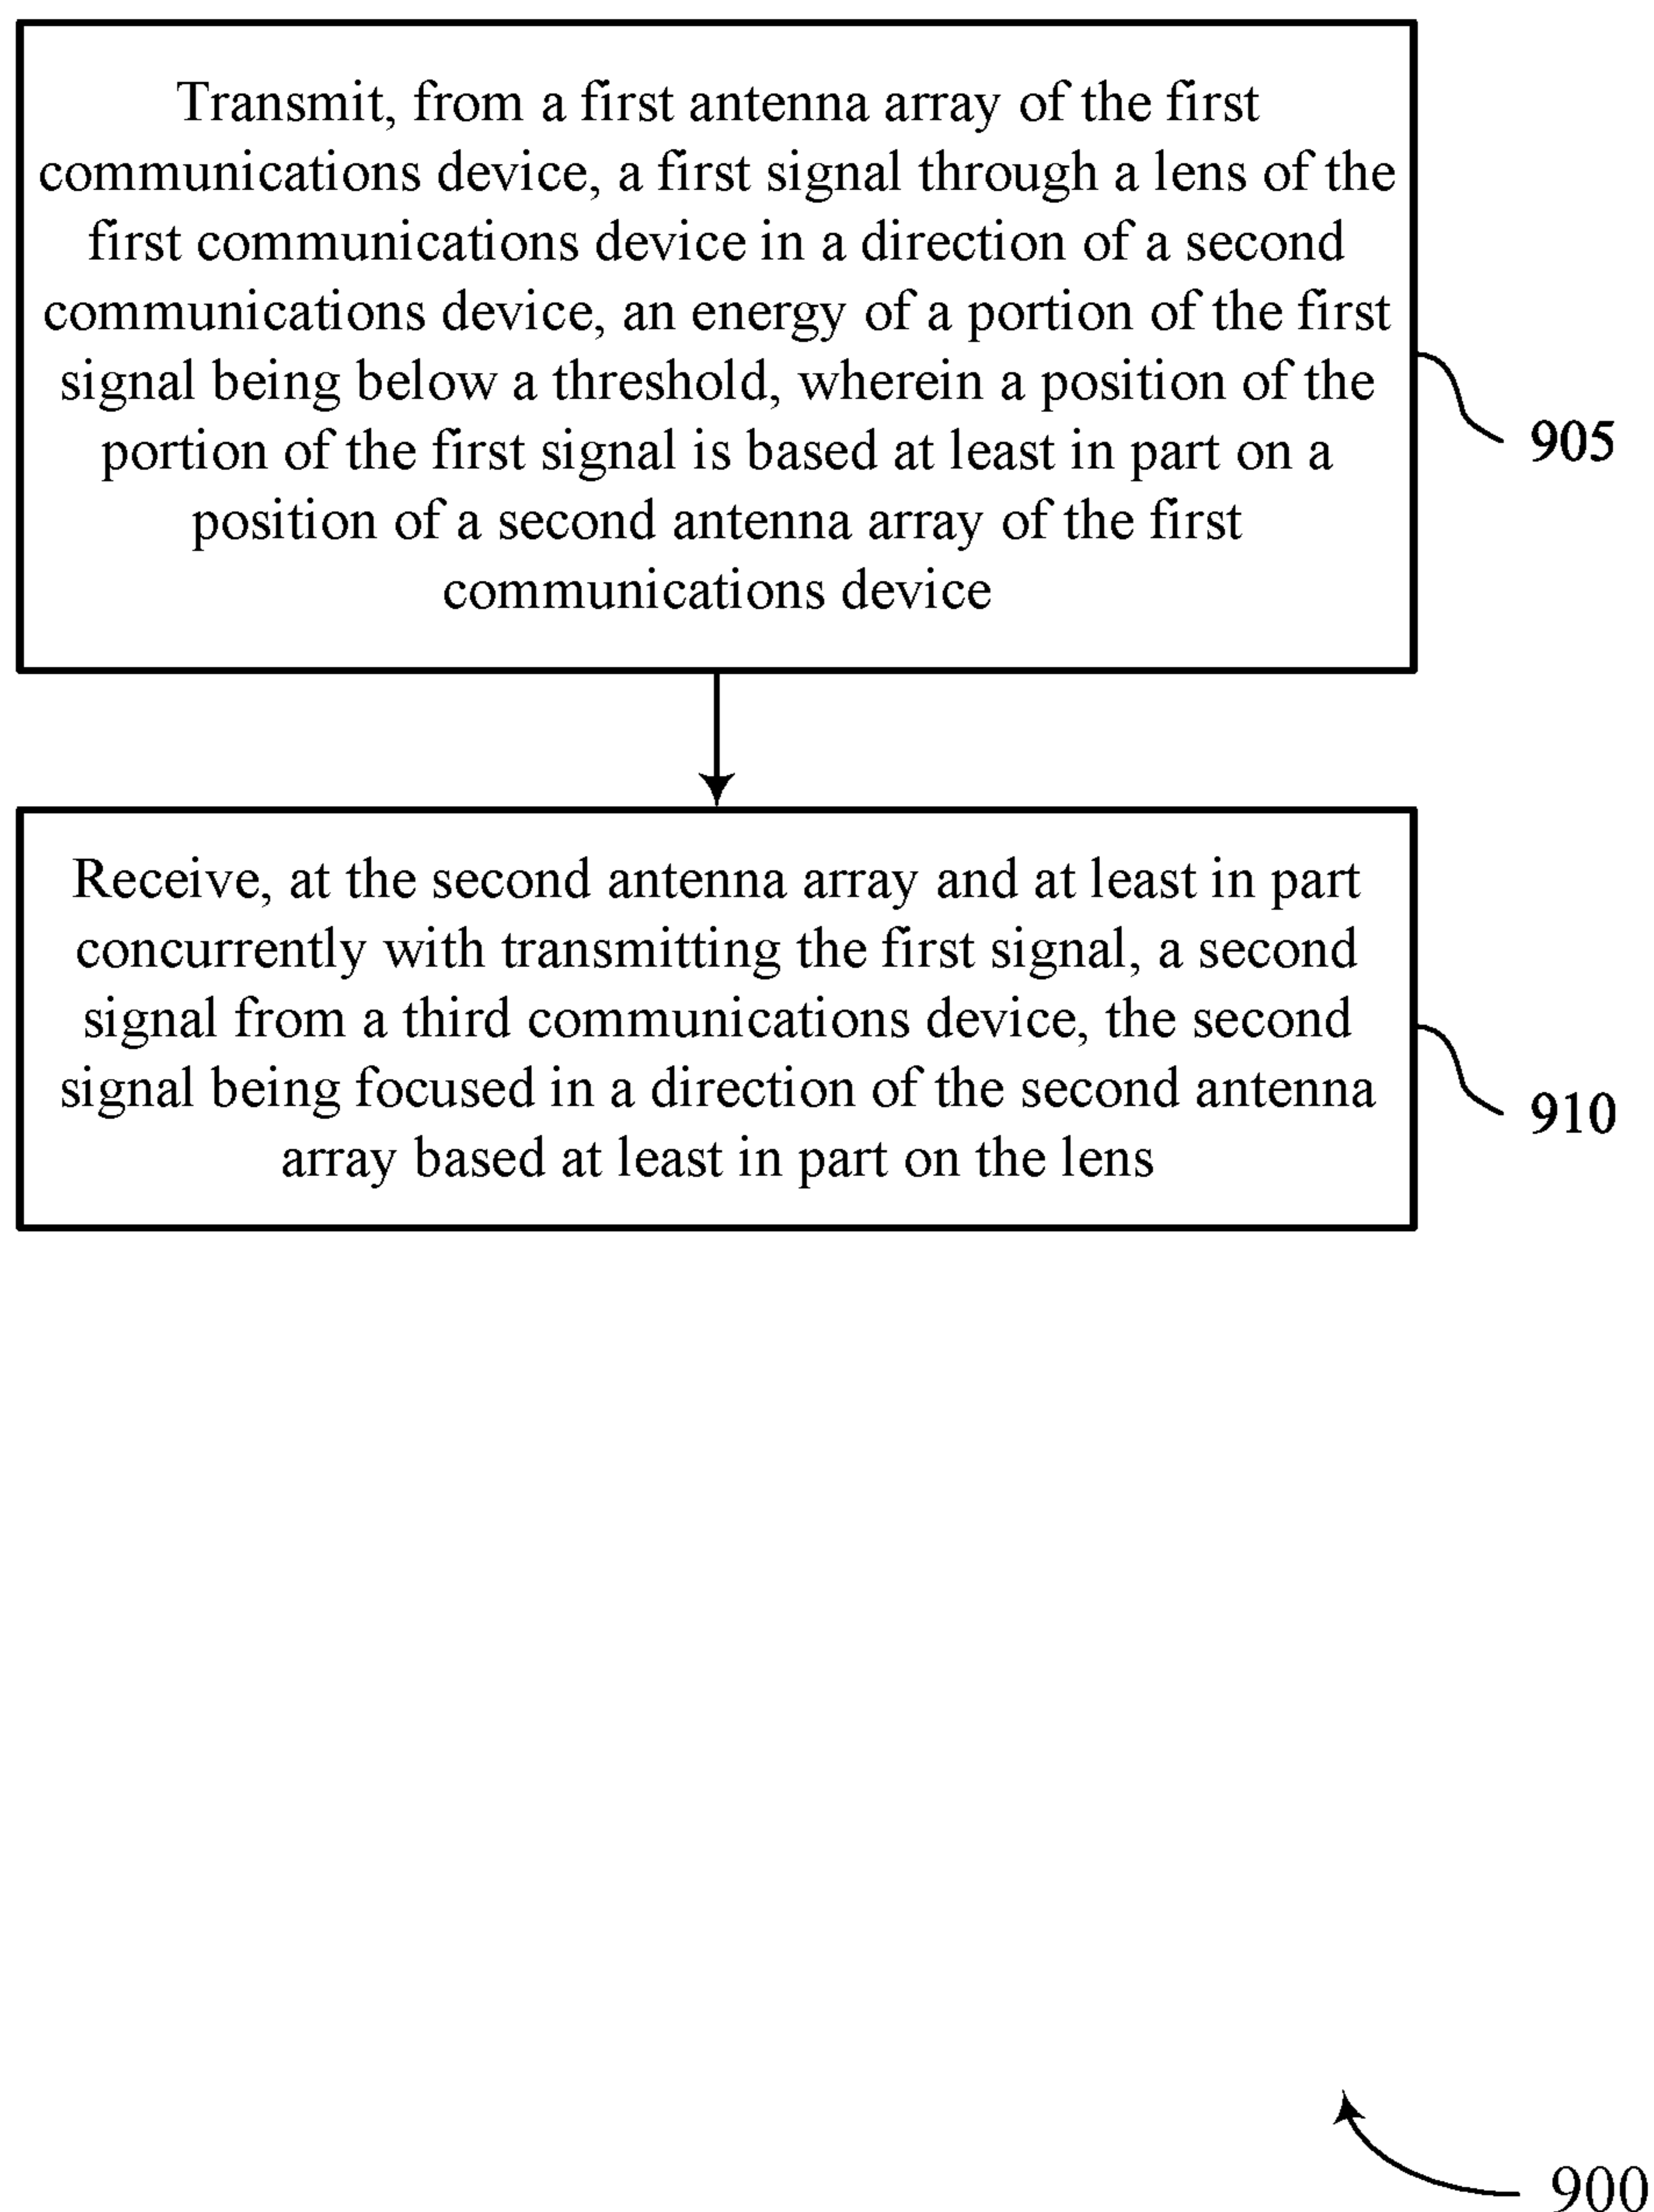 Transmit, from a first antenna array of the first
communications device, a first signal through a lens of the
first communications device in a direction of a second
communications device, an energy of a portion of the first
signal being below a threshold, wherein a position of the
portion of the first signal is based at least in part on a
position of a second antenna array of the first
communications device
905
Receive, at the second antenna array and at least in part
concurrently with transmitting the first signal, a second
signal from a third communications device, the second
signal being focused in a direction of the second antenna
array based at least in part on the lens
910
900